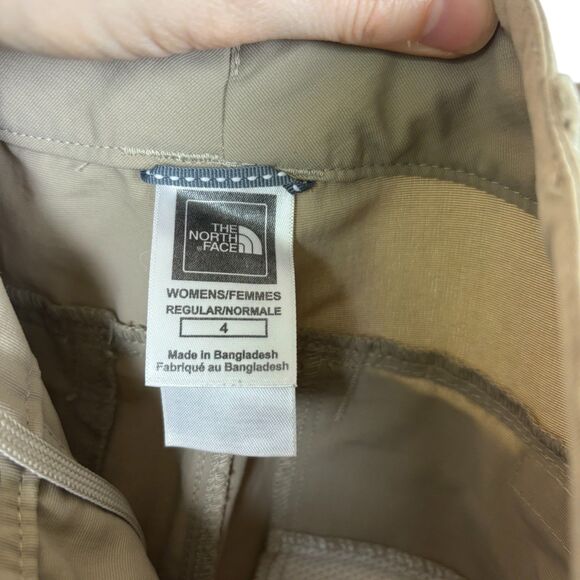 THE
NORTH
FACE
WOMENS/FEMMES
REGULAR/NORMALE
4
Made in Bangladesh
Fabriqué au Bangladesh